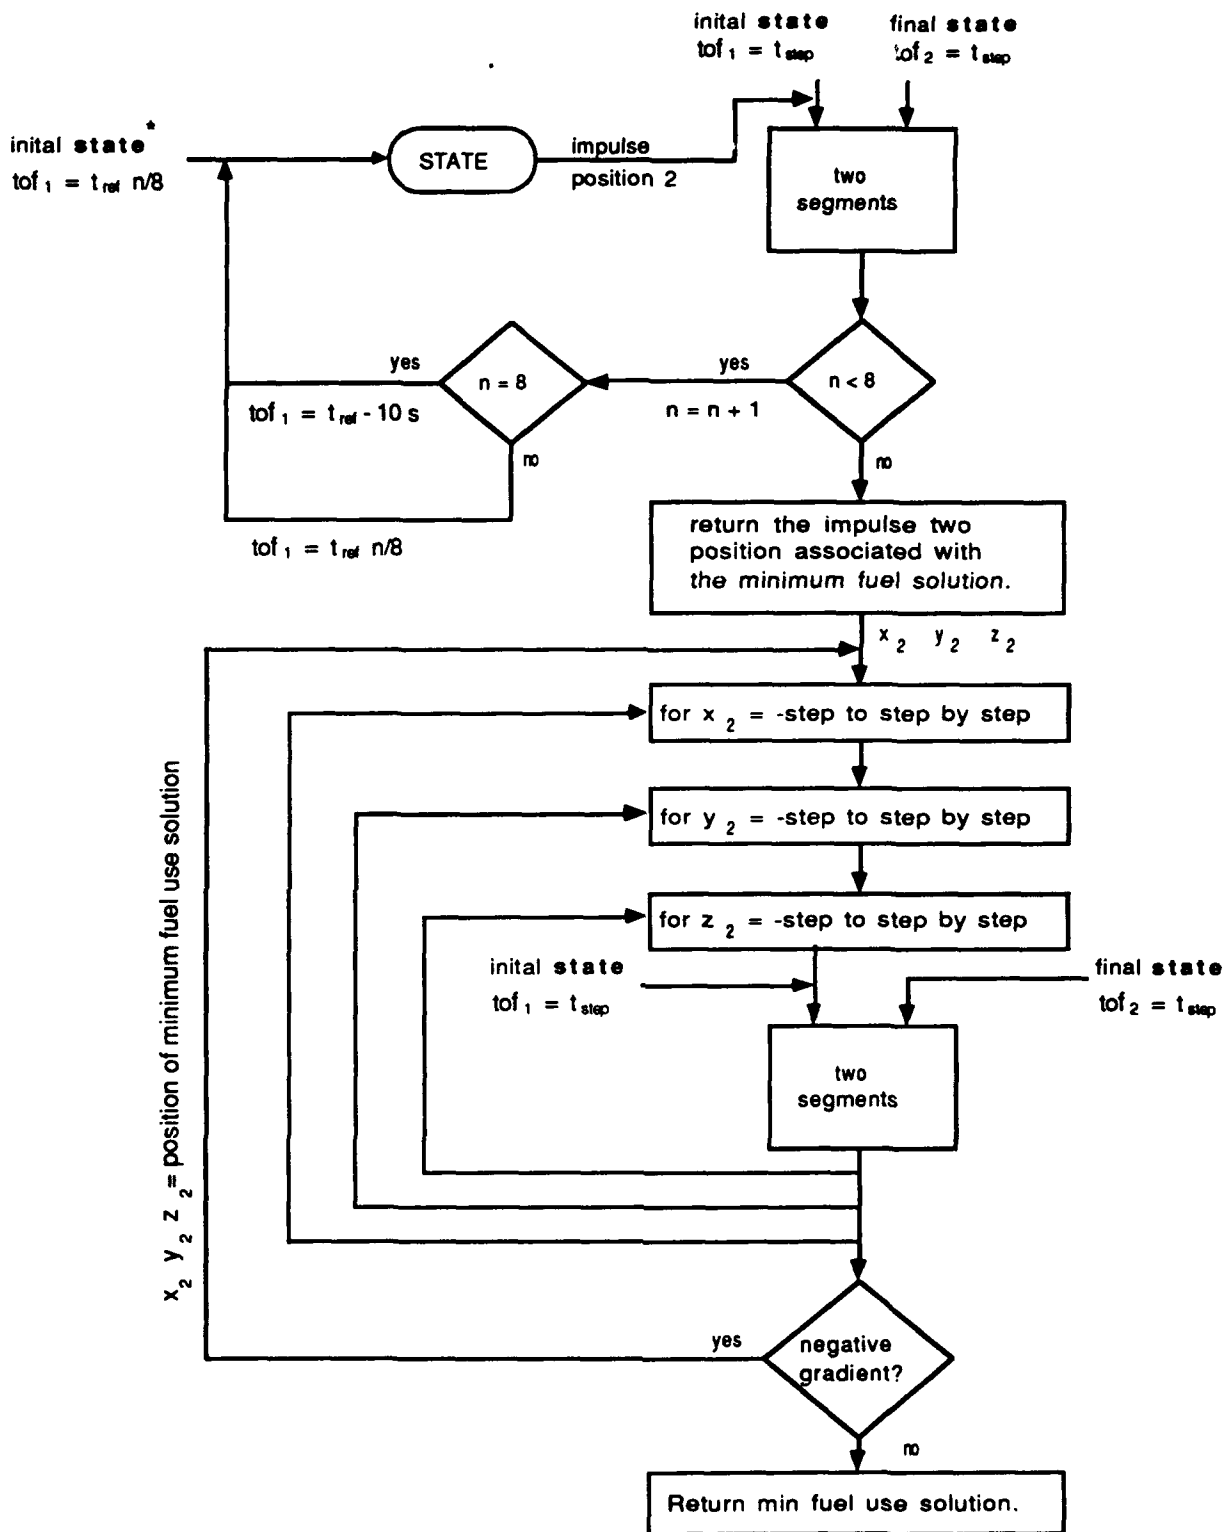 inital state
tof 1 = t step
final state
tof 2 = t step
inital state*
tof 1 = t ref n/8
STATE
impulse
position 2
two
segments
yes
n = 8
yes
n < 8
tof 1 = t ref - 10 s
n = n + 1
no
no
tof 1 = t ref n/8
return the impulse two
position associated with
the minimum fuel solution.
x 2 y 2 z 2
for x 2 = -step to step by step
for y 2 = -step to step by step
for z 2 = -step to step by step
x 2 y 2 z 2 = position of minimum fuel use solution
inital state
tof 1 = t step
final state
tof 2 = t step
two
segments
yes
negative
gradient?
no
Return min fuel use solution.